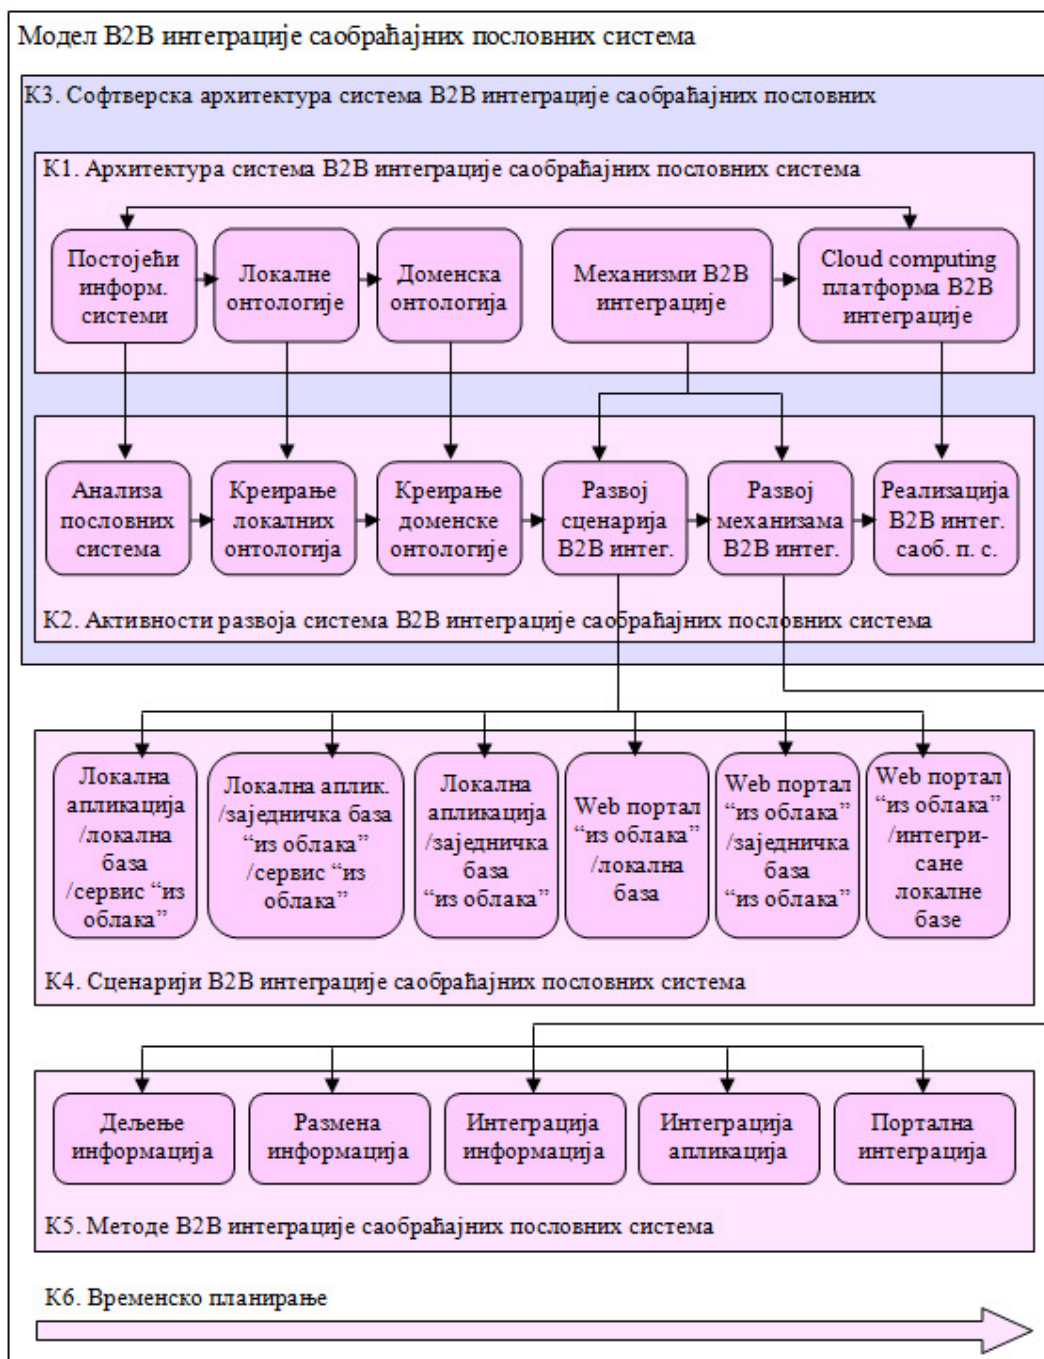 Модел B2B интеграције саобраћајних пословних система
К3. Софтверска архитектура система B2B интеграције саобраћајних пословних
К1. Архитектура система B2B интеграције саобраћајних пословних система
Постојећи
информ.
системи
Локалне
онтологије
Доменска
онтологија
Механизми B2B
интеграције
Cloud computing
платформа B2B
интеграције
Анализа
пословних
система
Креирање
локалних
онтологија
Креирање
доменске
онтологије
Развој
сценарија
B2B интег.
Развој
механизама
B2B интег.
Реализација
B2B интег.
саоб. п. с.
К2. Активности развоја система B2B интеграције саобраћајних пословних система
Локална
апликација
/локална
база
/сервис “из
облака”
Локална аплик.
/заједничка база
“из облака”
/сервис “из
облака”
Локална
апликација
/заједничка
база
“из облака”
Web портал
“из облака”
/локална
база
Web портал
“из облака”
/заједничка
база
“из облака”
Web портал
“из облака”
/интегри-
сане
локалне
базе
К4. Сценарији B2B интеграције саобраћајних пословних система
Дељење
информација
Размена
информација
Интеграција
информација
Интеграција
апликација
Портална
интеграција
К5. Методе B2B интеграције саобраћајних пословних система
К6. Временско планирање